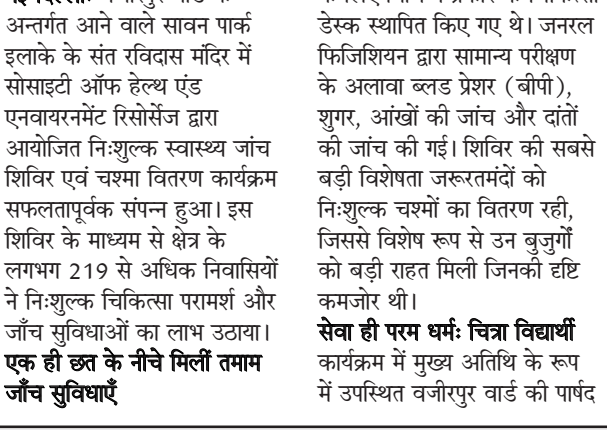 अन्तर्गत आने वाले सावन पार्क
इलाके के संत रविदास मंदिर में
सोसाइटी ऑफ हेल्थ एंड
एनवायरनमेंट रिसोर्सेज द्वारा
आयोजित निःशुल्क स्वास्थ्य जांच
शिविर एवं चश्मा वितरण कार्यक्रम
सफलतापूर्वक संपन्न हुआ। इस
शिविर के माध्यम से क्षेत्र के
लगभग 219 से अधिक निवासियों
ने निःशुल्क चिकित्सा परामर्श और
जाँच सुविधाओं का लाभ उठाया।
एक ही छत के नीचे मिलीं तमाम
जाँच सुविधाएँ
डेस्क स्थापित किए गए थे। जनरल
फिजिशियन द्वारा सामान्य परीक्षण
के अलावा ब्लड प्रेशर (बीपी),
शुगर, आंखों की जांच और दांतों
की जांच की गई। शिविर की सबसे
बड़ी विशेषता जरूरतमंदों को
निःशुल्क चश्मों का वितरण रही,
जिससे विशेष रूप से उन बुजुर्गों
को बड़ी राहत मिली जिनकी दृष्टि
कमजोर थी।
सेवा ही परम धर्मः चित्रा विद्यार्थी
कार्यक्रम में मुख्य अतिथि के रूप
में उपस्थित वजीरपुर वार्ड की पार्षद